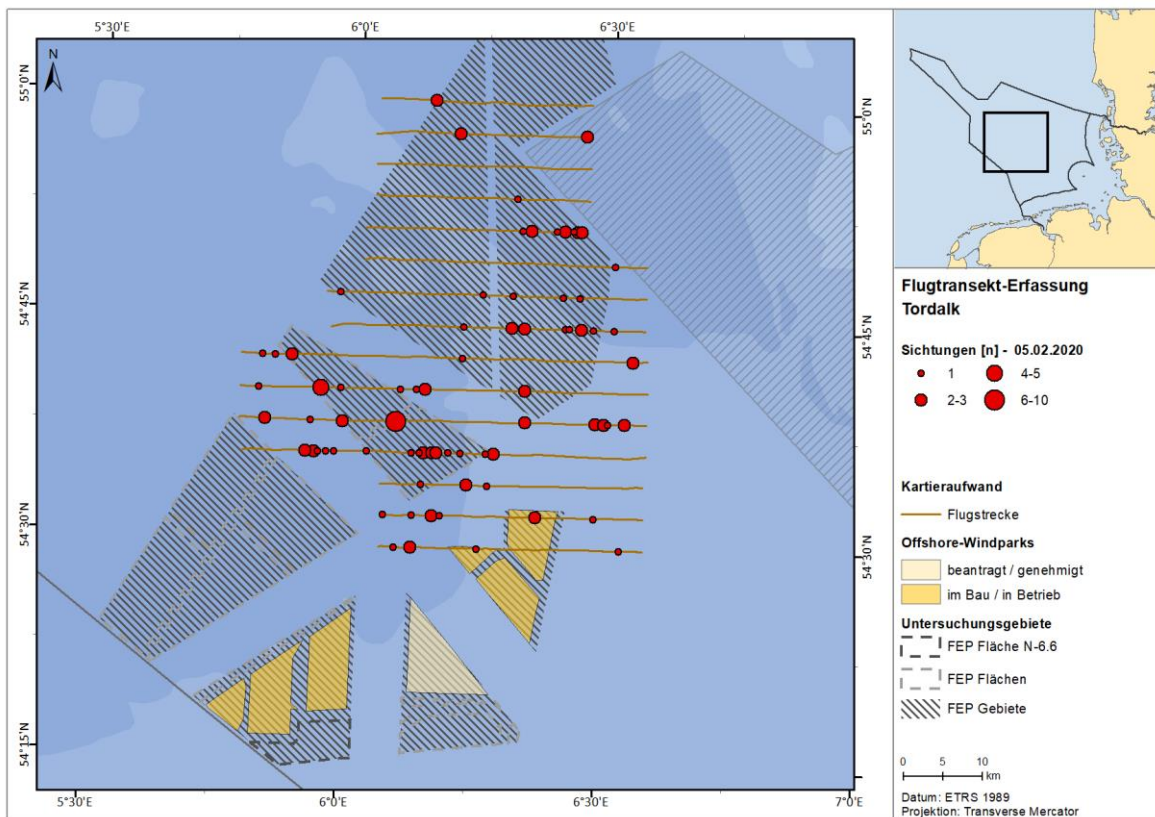 5°30'E
6°0'E
6°30'E
N
55°0'N
55°0'N
54°45'N
54°45'N
54°30'N
54°30'N
54°15'N
5°30'E
6°0'E
6°30'E
7°0'E
Flugtransekt-Erfassung
Tordalk
Sichtungen [n] - 05.02.2020
1
4-5
2-3
6-10
Kartieraufwand
Flugstrecke
Offshore-Windparks
beantragt / genehmigt
im Bau / in Betrieb
Untersuchungsgebiete
FEP Fläche N-6.6
FEP Flächen
FEP Gebiete
0 5 10
km
Datum: ETRS 1989
Projektion: Transverse Mercator